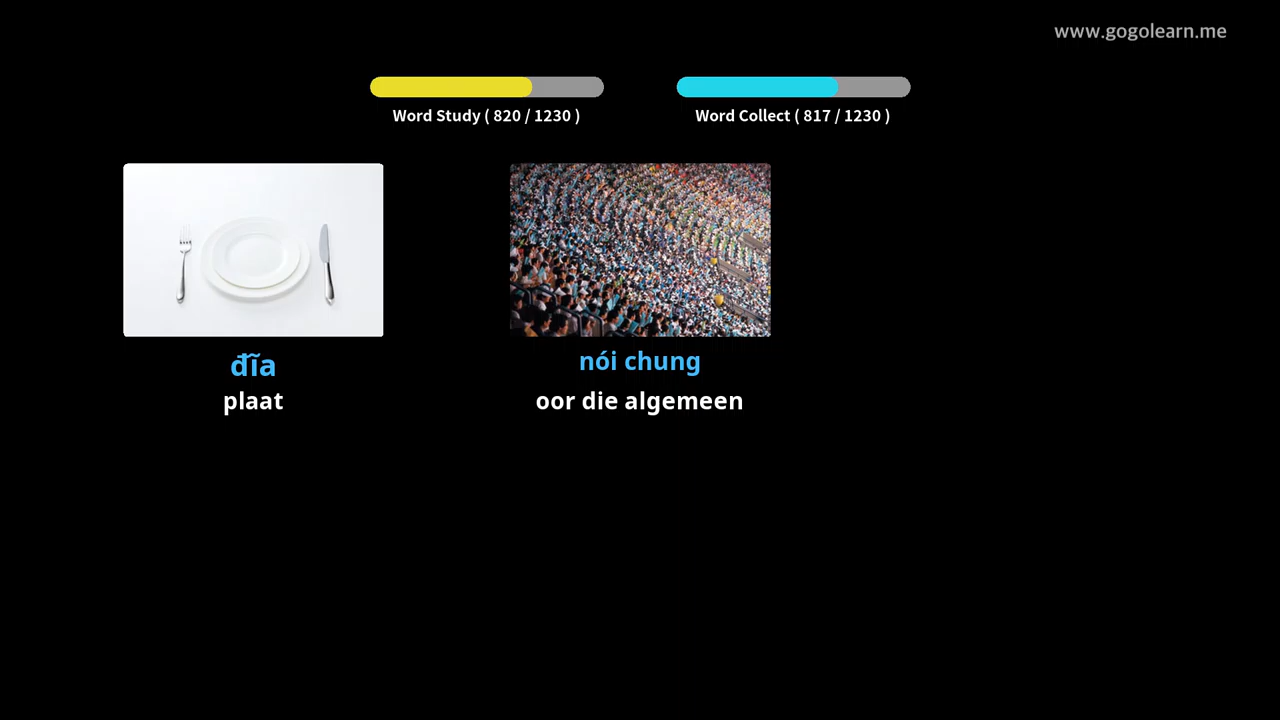 www.gogolearn.me
Word Study ( 820 / 1230 )
Word Collect ( 817 / 1230 )
đĩa
plaat
nói chung
oor die algemeen